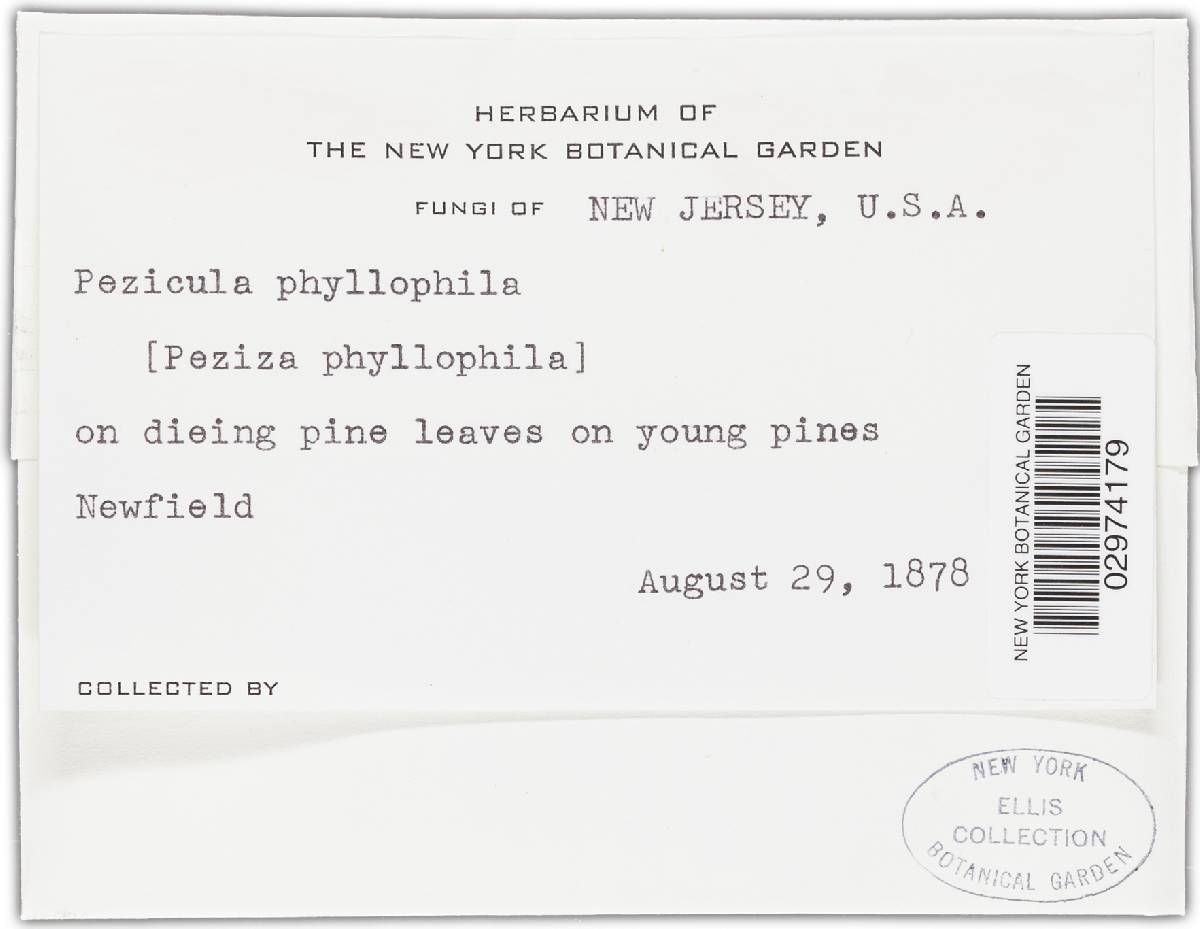 HERBARIUM OF
THE NEW YORK BOTANICAL GARDEN
FUNGI OF NEW JERSEY, U.S.A.
Pezicula phyllophila
[Peziza phyllophila]
on dieing pine leaves on young pines
Newfield
August 29, 1878
COLLECTED BY
NEW YORK BOTANICAL GARDEN
02974179
NEW YORK
ELLIS
COLLECTION
BOTANICAL GARDEN